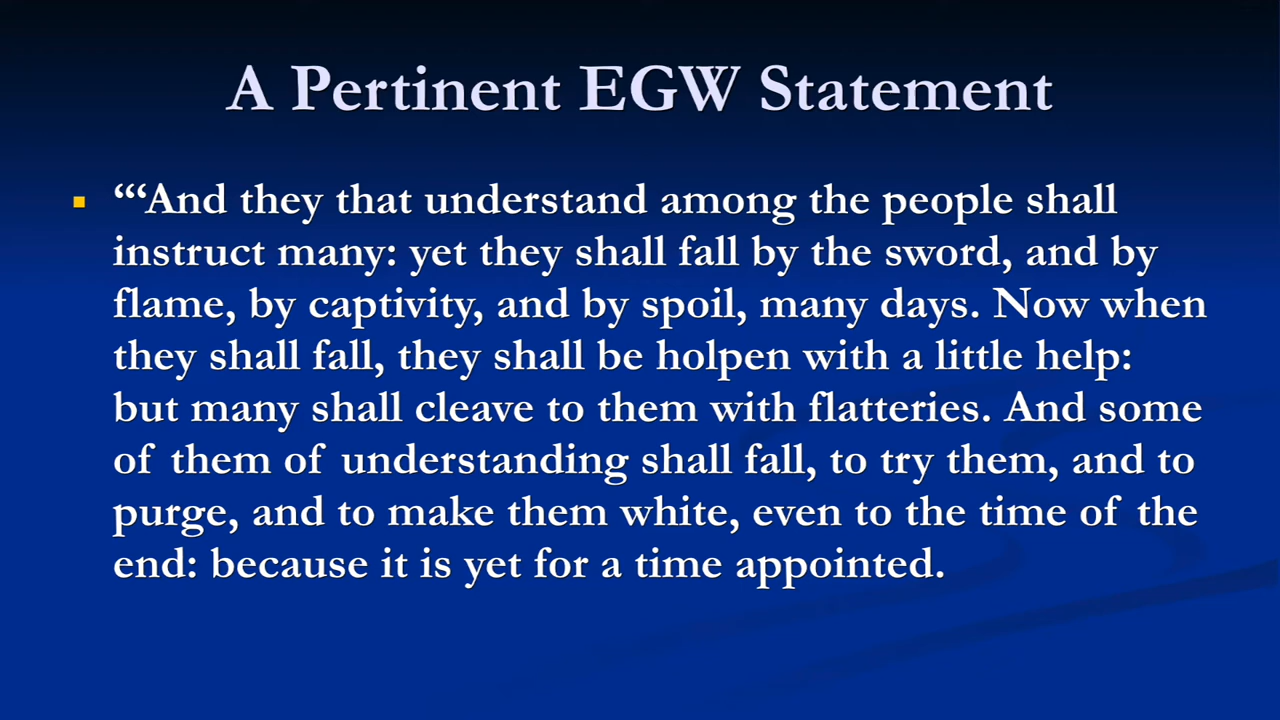 A Pertinent EGW Statement
“‘And they that understand among the people shall
instruct many: yet they shall fall by the sword, and by
flame, by captivity, and by spoil, many days. Now when
they shall fall, they shall be holpen with a little help:
but many shall cleave to them with flatteries. And some
of them of understanding shall fall, to try them, and to
purge, and to make them white, even to the time of the
end: because it is yet for a time appointed.